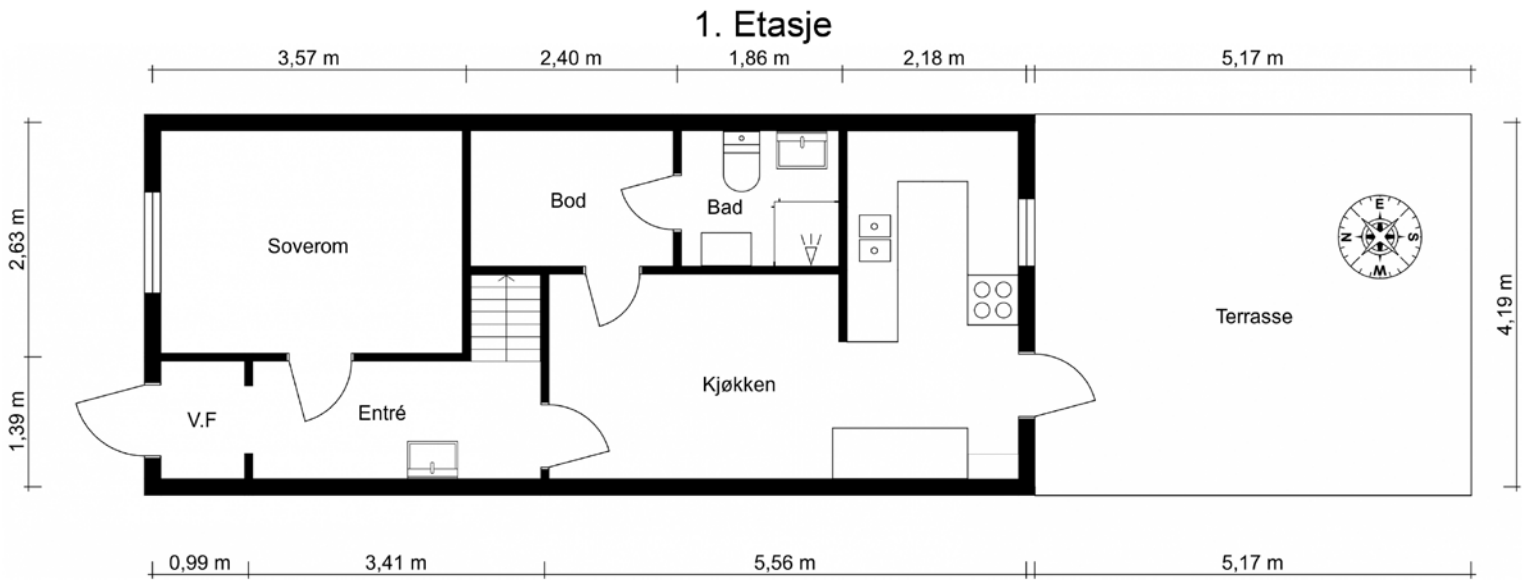 1. Etasje
3,57 m
2,40 m
1,86 m
2,18 m
5,17 m
2,63 m
1,39 m
4,19 m
Soverom
Bod
Bad
E
N
S
W
Terrasse
Kjøkken
V.F
Entré
0,99 m
3,41 m
5,56 m
5,17 m